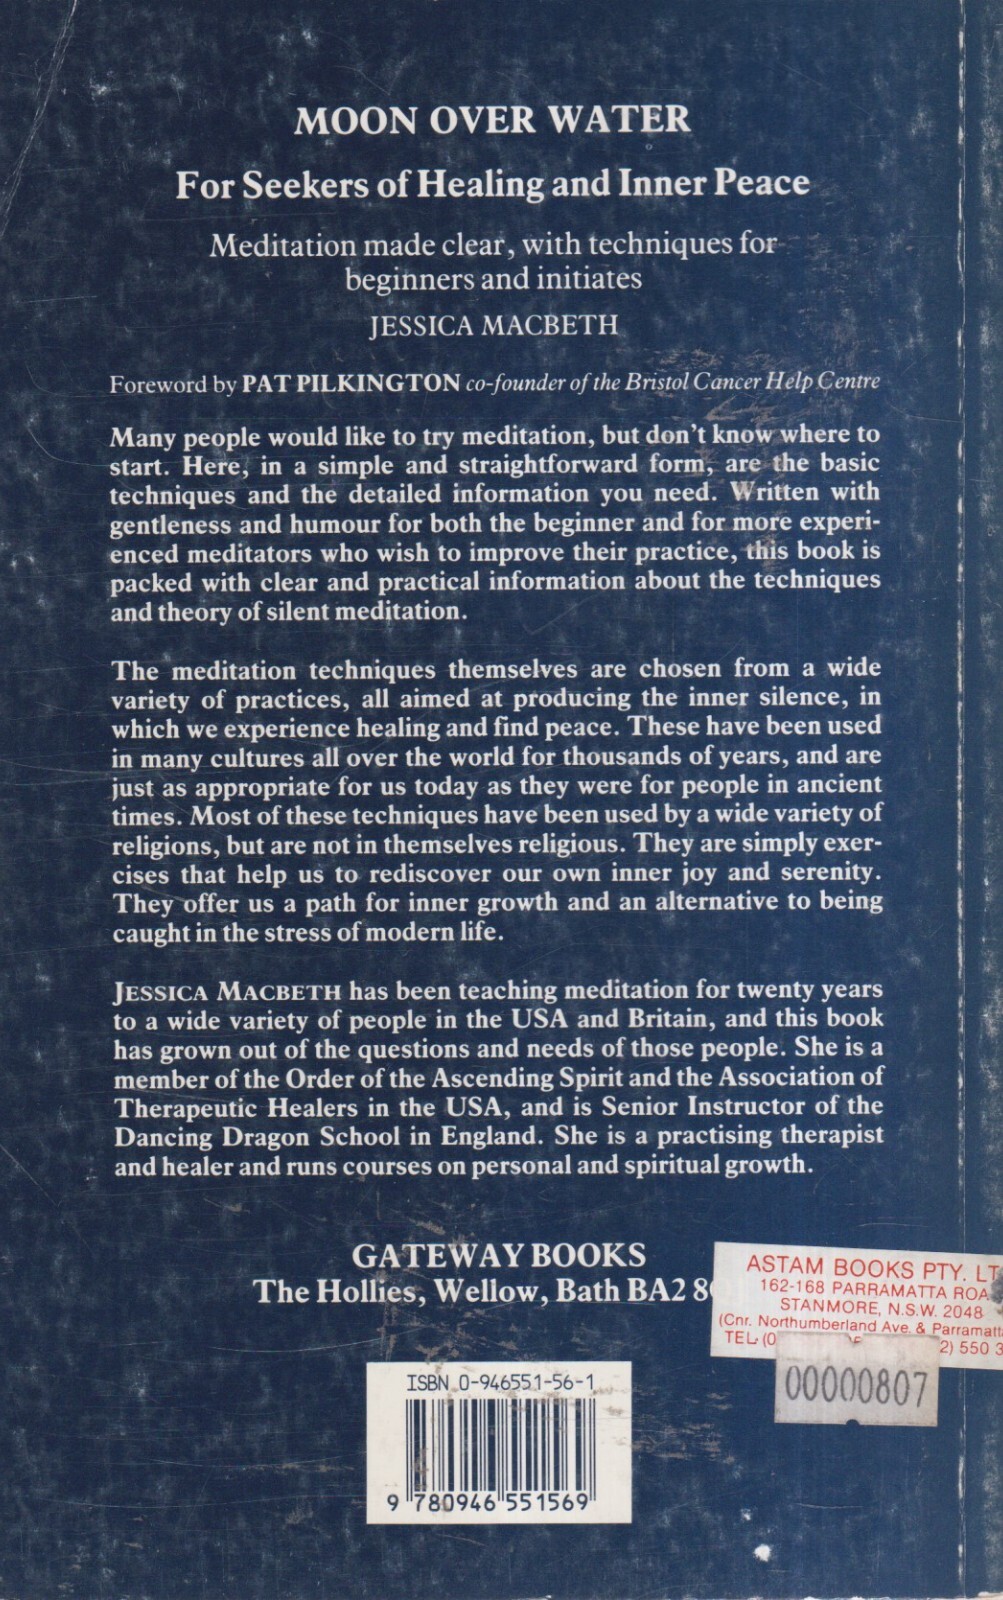 MOON OVER WATER
For Seekers of Healing and Inner Peace
Meditation made clear, with techniques for
beginners and initiates
JESSICA MACBETH
Foreword by PAT PILKINGTON co-founder of the Bristol Cancer Help Centre
Many people would like to try meditation, but don't know where to
start. Here, in a simple and straightforward form, are the basic
techniques and the detailed information you need. Written with
gentleness and humour for both the beginner and for more experi-
enced meditators who wish to improve their practice, this book is
packed with clear and practical information about the techniques
and theory of silent meditation.
The meditation techniques themselves are chosen from a wide
variety of practices, all aimed at producing the inner silence, in
which we experience healing and find peace. These have been used
in many cultures all over the world for thousands of years, and are
just as appropriate for us today as they were for people in ancient
times. Most of these techniques have been used by a wide variety of
religions, but are not in themselves religious. They are simply exer-
cises that help us to rediscover our own inner joy and serenity.
They offer us a path for inner growth and an alternative to being
caught in the stress of modern life.
JESSICA MACBETH has been teaching meditation for twenty years
to a wide variety of people in the USA and Britain, and this book
has grown out of the questions and needs of those people. She is a
member of the Order of the Ascending Spirit and the Association of
Therapeutic Healers in the USA, and is Senior Instructor of the
Dancing Dragon School in England. She is a practising therapist
and healer and runs courses on personal and spiritual growth.
GATEWAY BOOKS
The Hollies, Wellow, Bath BA2 8
ASTAM BOOKS PTY. LT
162-168 PARRAMATTA ROA
STANMORE, N.S.W. 2048
(Cnr. Northumberland Ave. & Parramatt
TEL: (0 2) 550 3
00000807
ISBN 0-946551-56-1
9 780946 551569